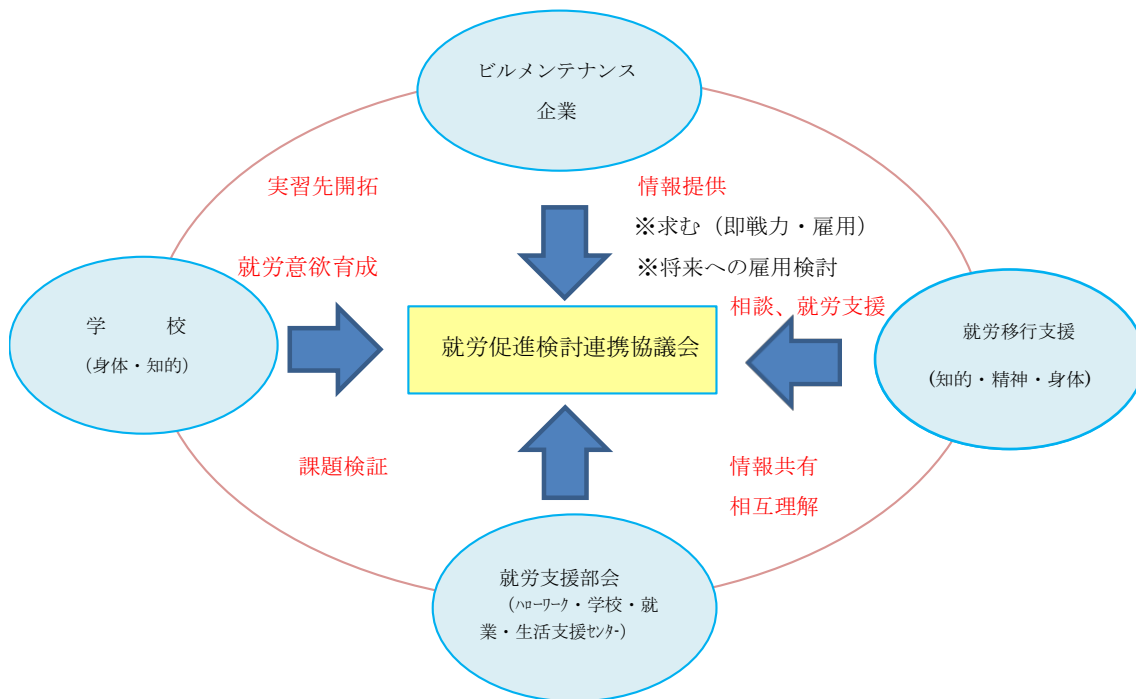 ビルメンテナンス
企業
実習先開拓
情報提供
※求む（即戦力・雇用）
※将来への雇用検討
就労意欲育成
相談、就労支援
学　　校
（身体・知的）
就労促進検討連携協議会
就労移行支援
(知的・精神・身体)
課題検証
情報共有
相互理解
就労支援部会
（ﾊﾛｰﾜｰｸ・学校・就
業・生活支援ｾﾝﾀｰ）